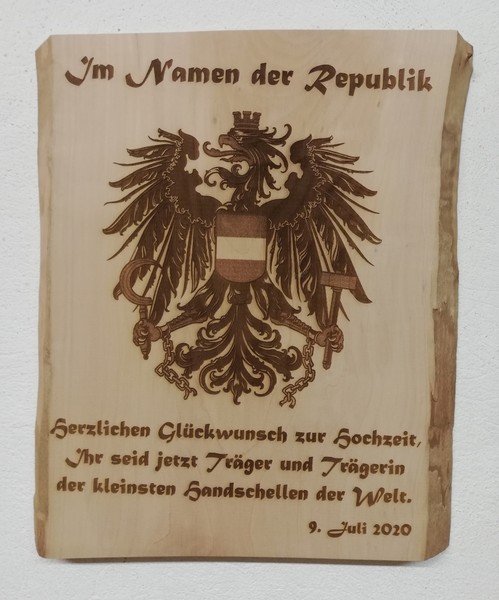 Im Namen der Republik
Herzlichen Glückwunsch zur Hochzeit,
Ihr seid jetzt Träger und Trägerin
der kleinsten Handschellen der Welt.
9. Juli 2020